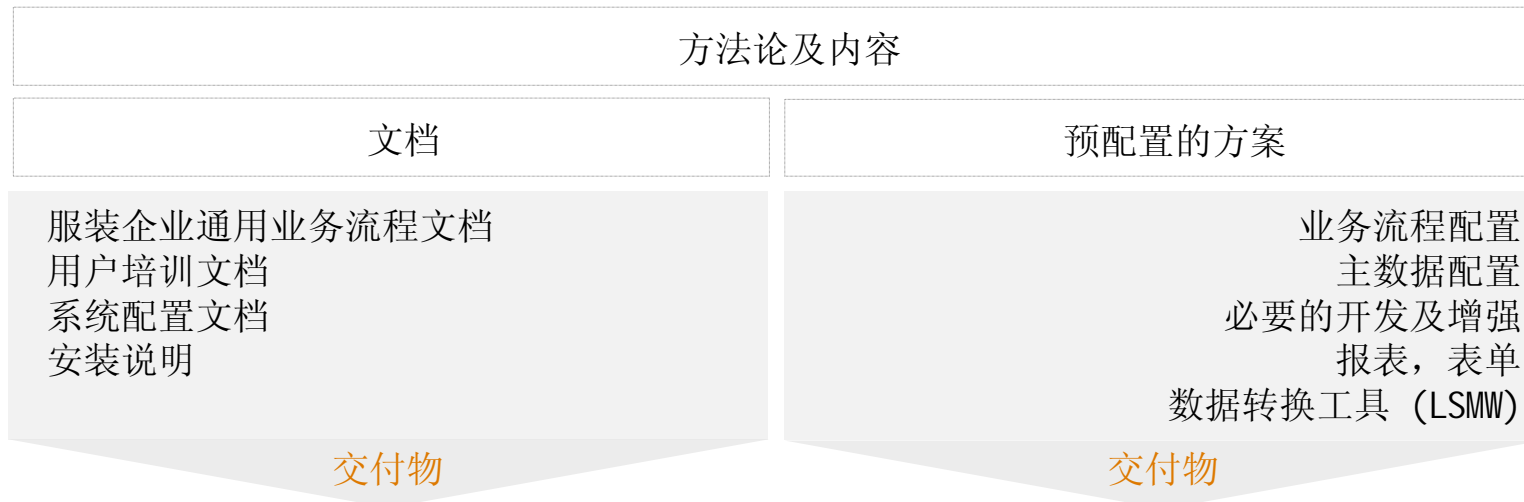 方法论及内容
文档
预配置的方案
服装企业通用业务流程文档
用户培训文档
系统配置文档
安装说明
业务流程配置
主数据配置
必要的开发及增强
报表，表单
数据转换工具 (LSMW)
交付物
交付物